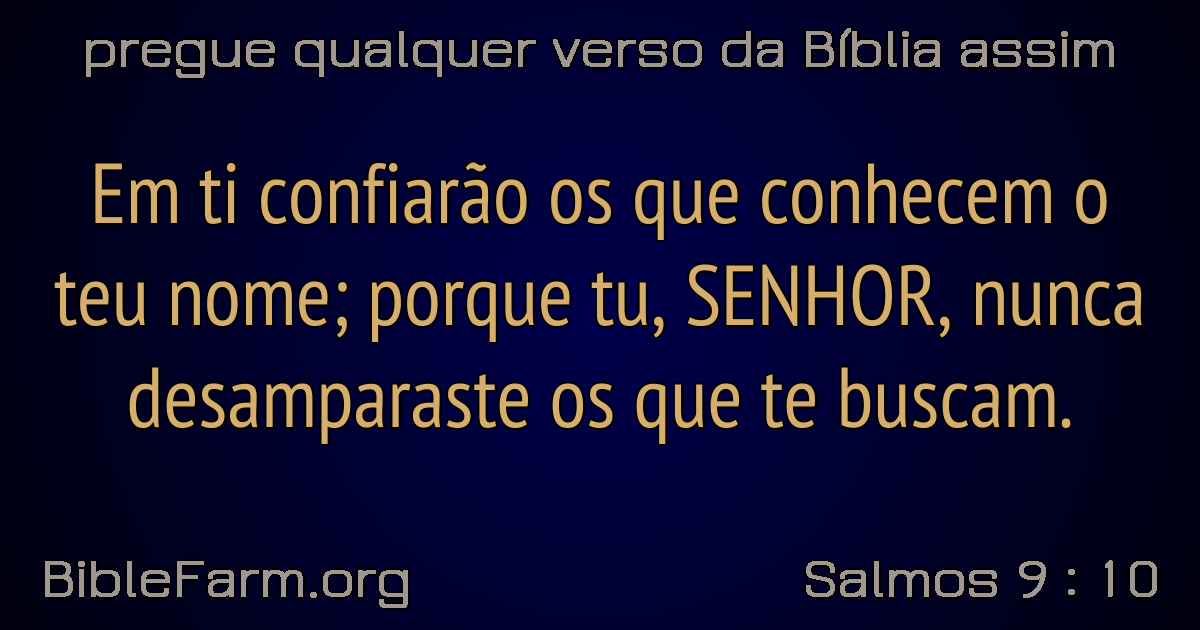 pregue qualquer verso da Bíblia assim
Em ti confiarão os que conhecem o
teu nome; porque tu, SENHOR, nunca
desamparaste os que te buscam.
BibleFarm.org
Salmos 9 : 10